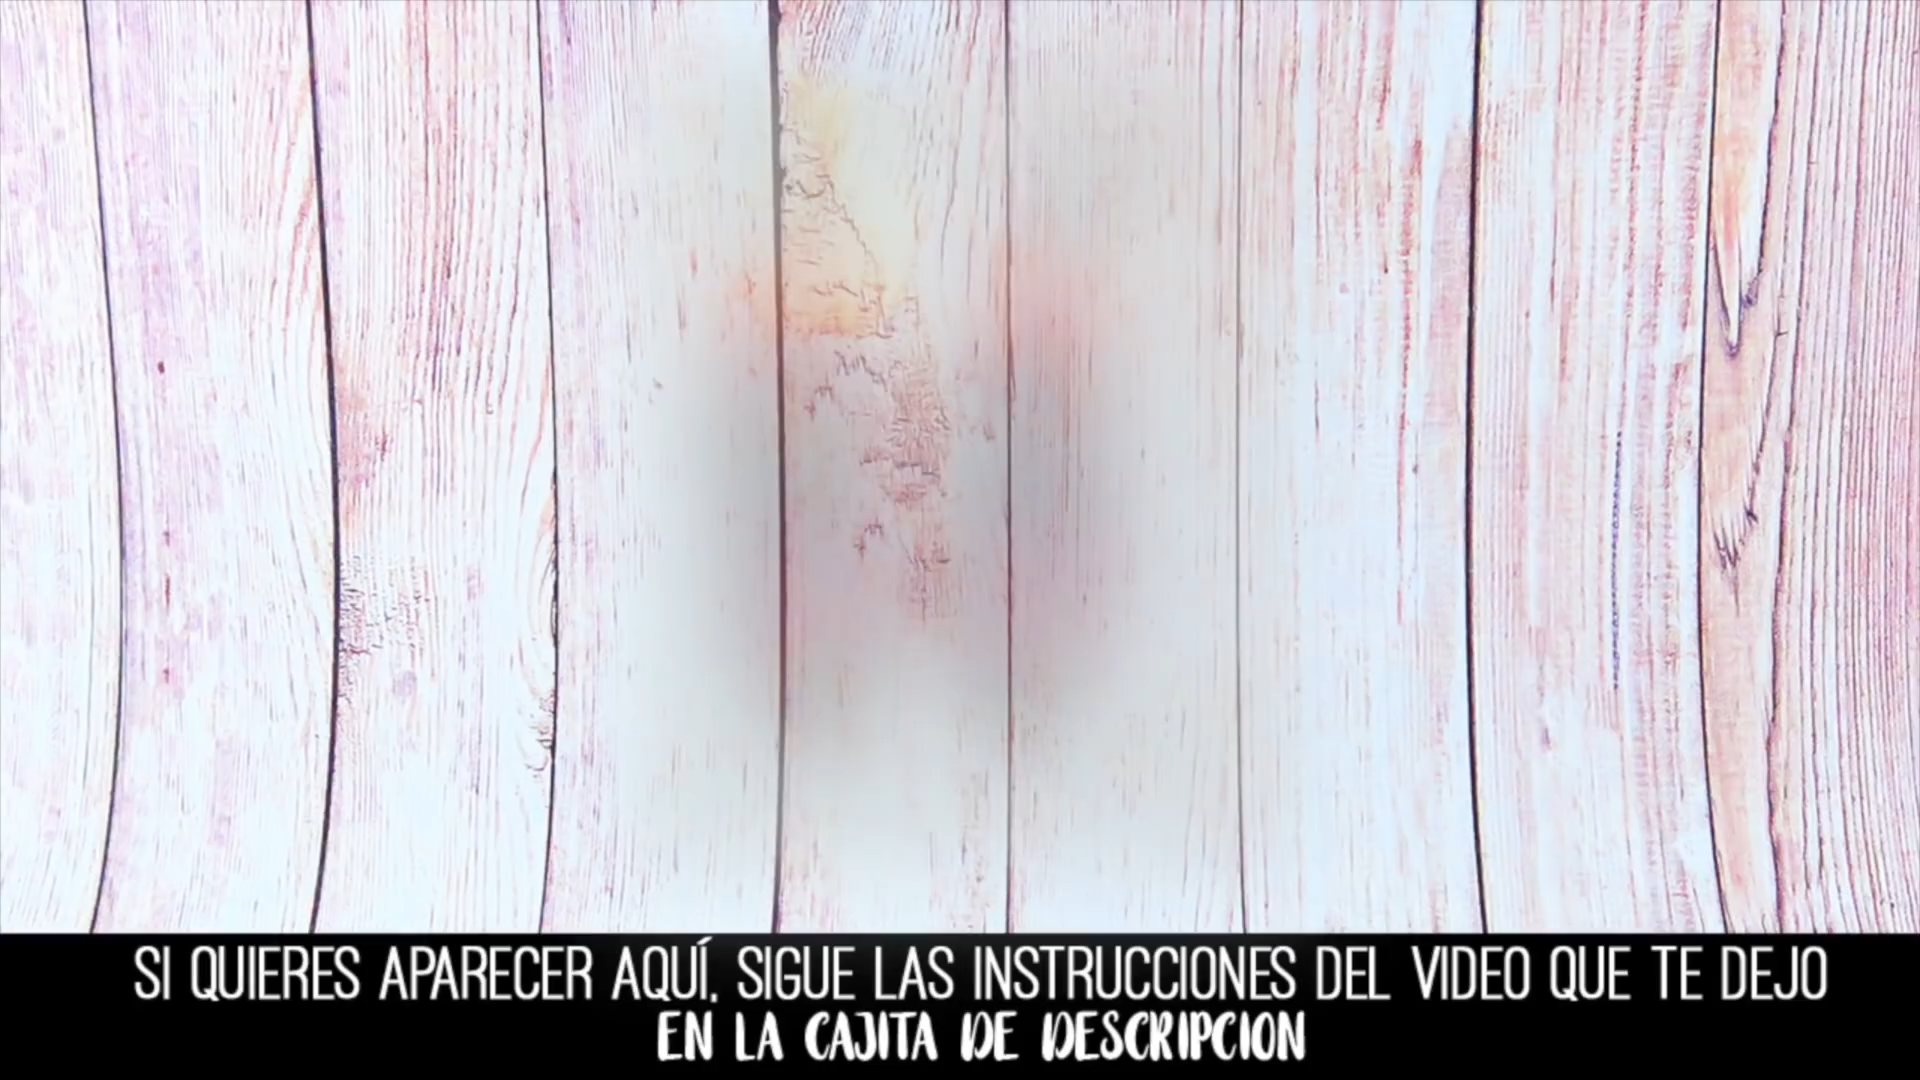 SI QUIERES APARECER AQUÍ, SIGUE LAS INSTRUCCIONES DEL VIDEO QUE TE DEJO
EN LA CAJITA DE DESCRIPCION